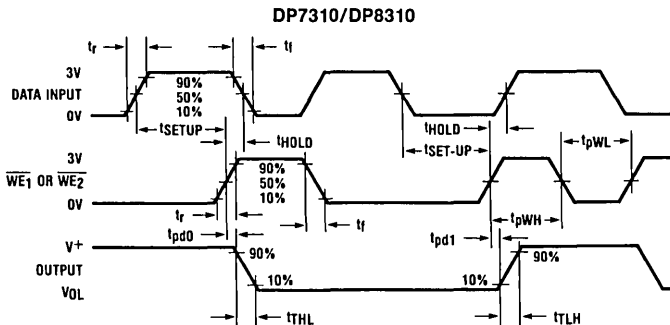 DP7310/DP8310
tr
tf
3V
DATA INPUT
0V
90%
50%
10%
tSETUP
tHOLD
tHOLD
tSET-UP
tpWL
3V
WE1 OR WE2
0V
90%
50%
10%
tr
tf
tpWH
tpd0
tpd1
V+
OUTPUT
VOL
90%
10%
10%
90%
tTHL
tTLH